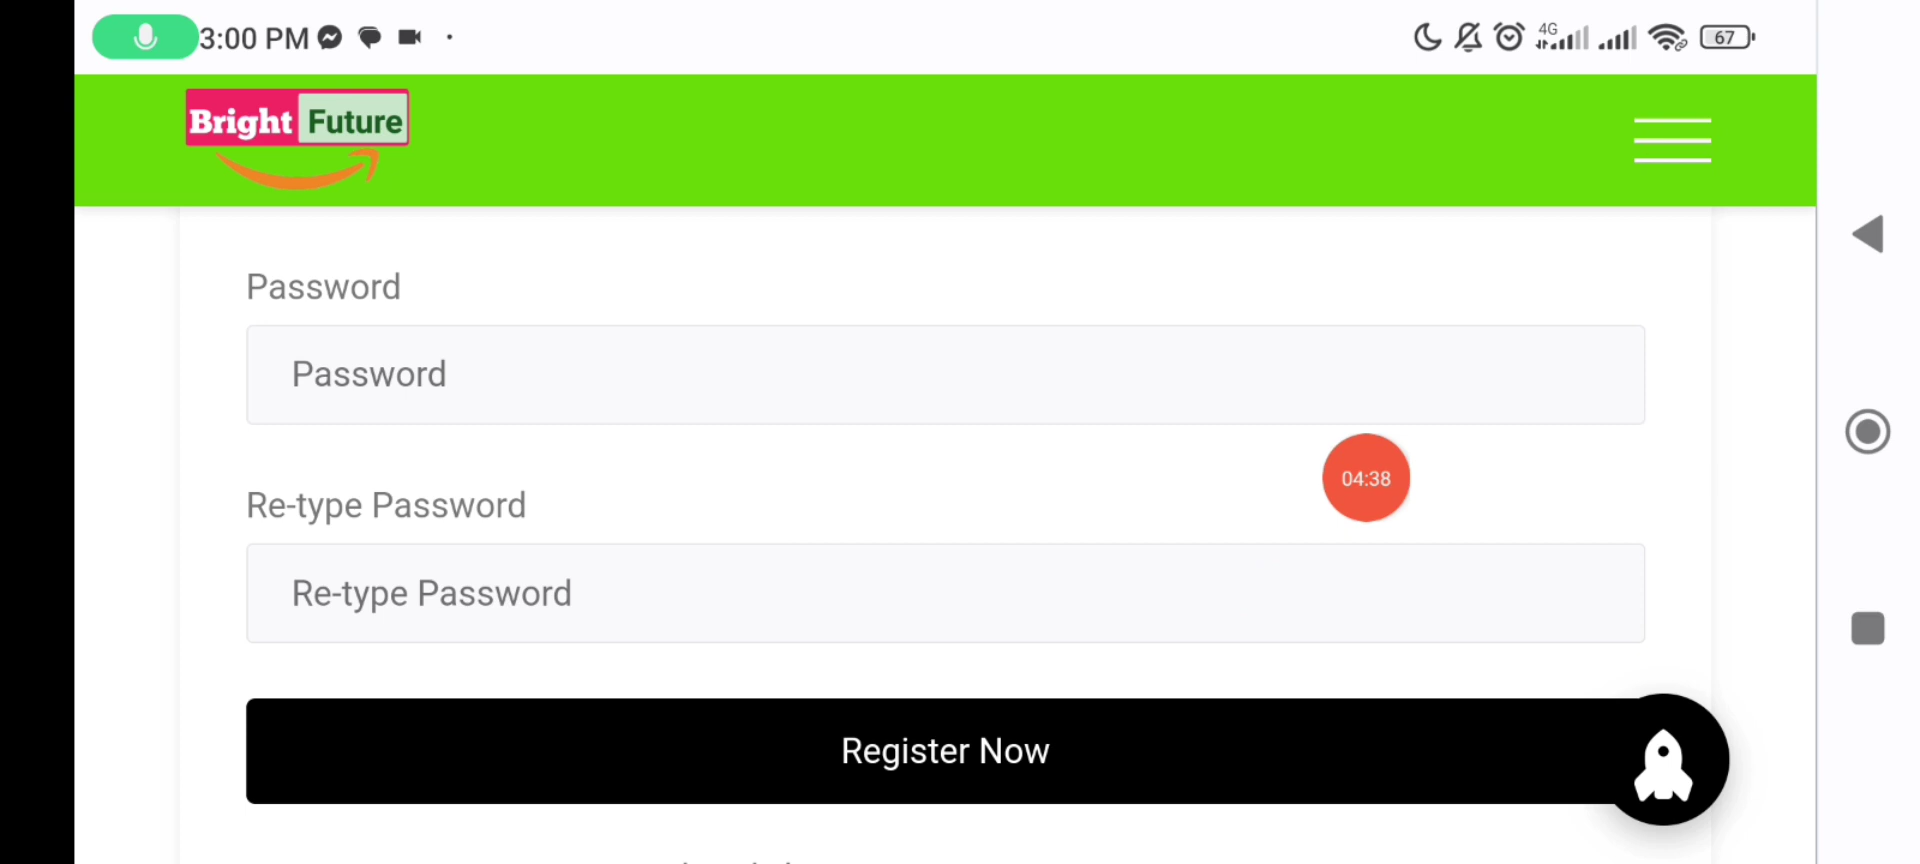 3:00 PM
4G
67
Bright Future
Password
Password
04:38
Re-type Password
Re-type Password
Register Now